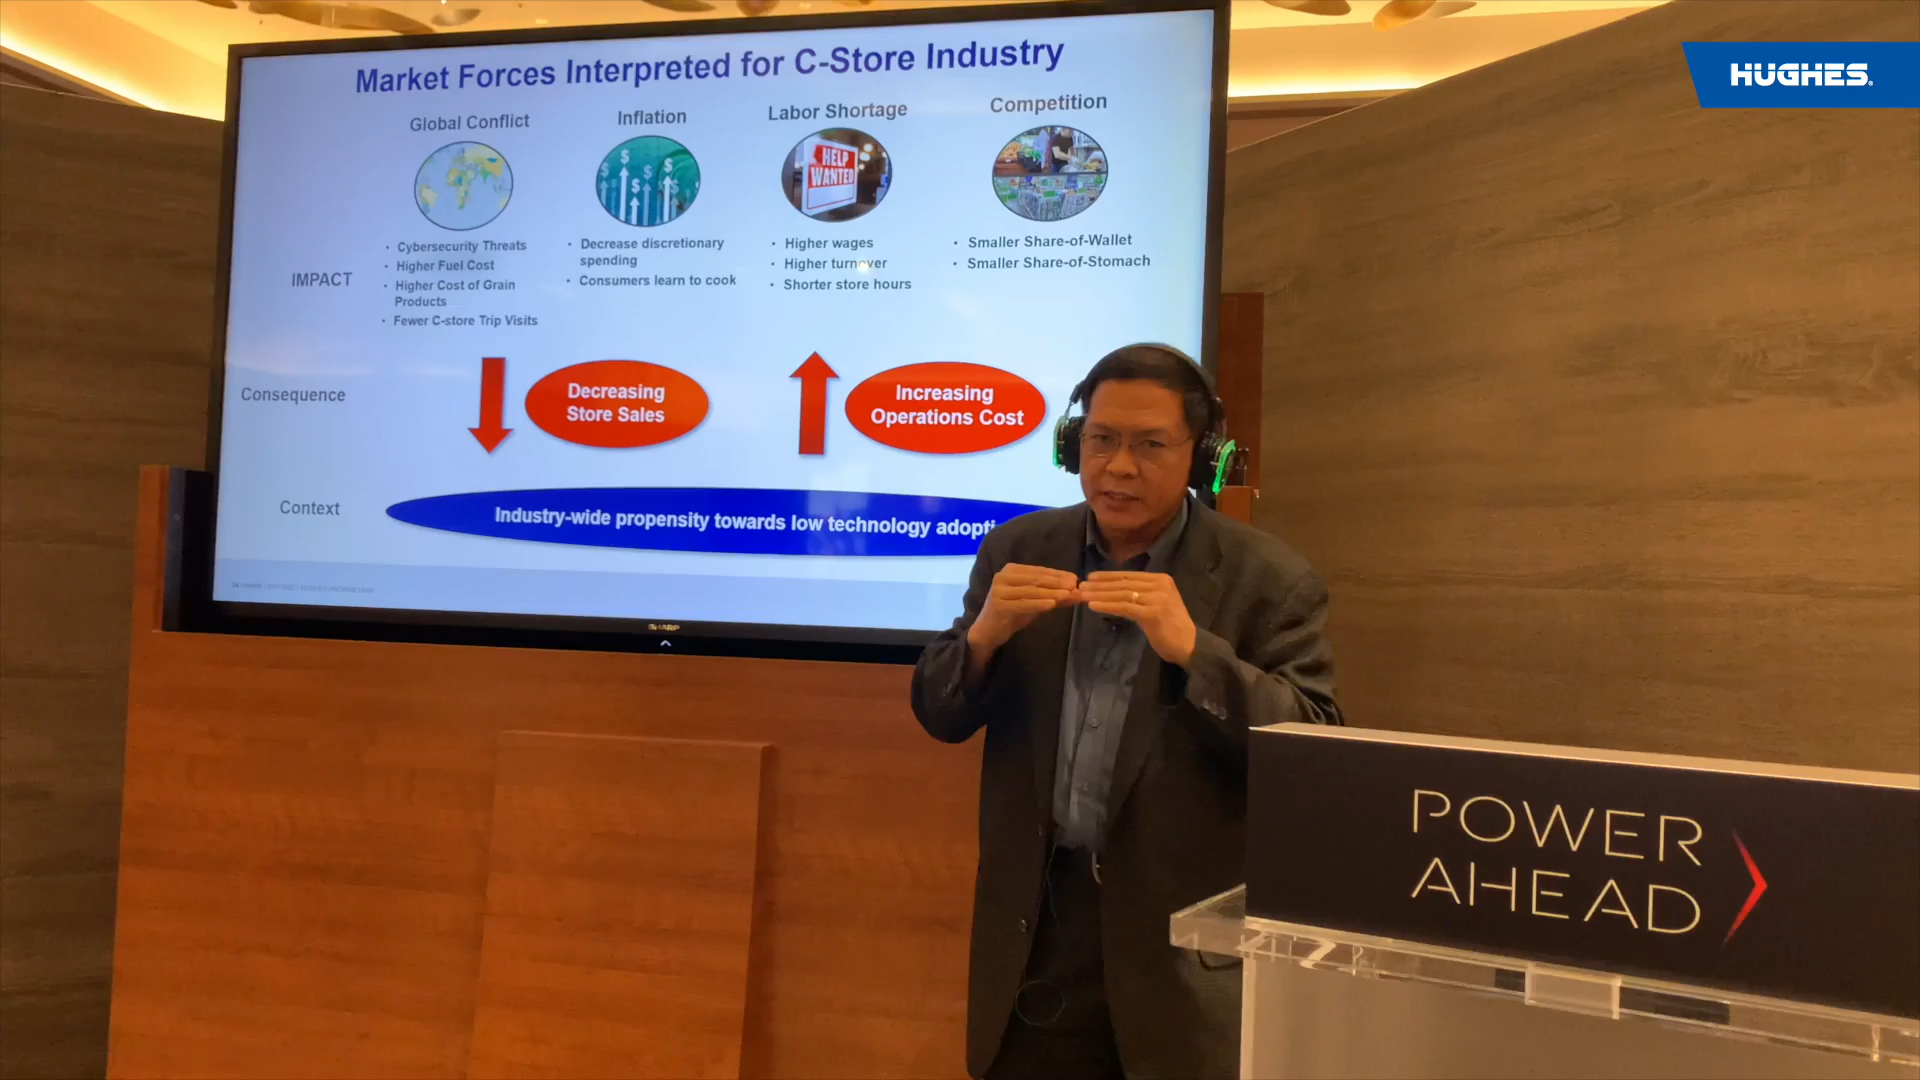 HUGHES
Market Forces Interpreted for C-Store Industry
Global Conflict
Inflation
Labor Shortage
Competition
HELP
WANTED
IMPACT
• Cybersecurity Threats
• Higher Fuel Cost
• Higher Cost of Grain
Products
• Fewer C-store Trip Visits
• Decrease discretionary
spending
• Consumers learn to cook
• Higher wages
• Higher turnover
• Shorter store hours
• Smaller Share-of-Wallet
• Smaller Share-of-Stomach
Consequence
Decreasing
Store Sales
Increasing
Operations Cost
Context
Industry-wide propensity towards low technology adopti
SHARP
POWER
AHEAD